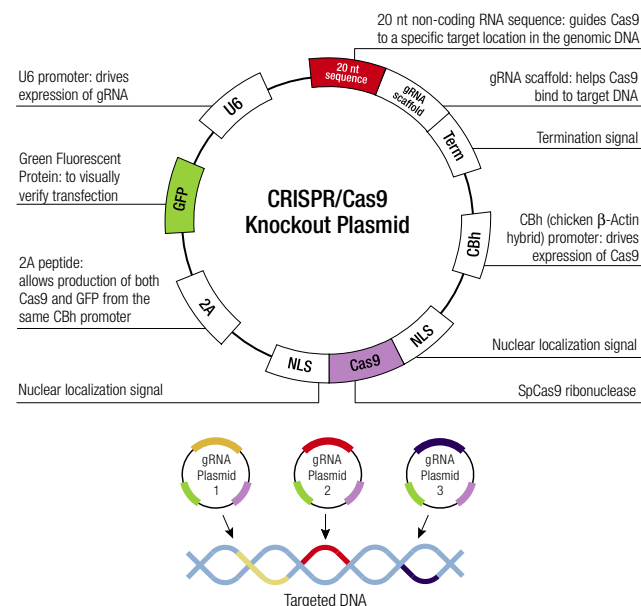 20 nt non-coding RNA sequence: guides Cas9
to a specific target location in the genomic DNA
U6 promoter: drives
expression of gRNA
gRNA scaffold: helps Cas9
bind to target DNA
Termination signal
Green Fluorescent
Protein: to visually
verify transfection
CBh (chicken β-Actin
hybrid) promoter: drives
expression of Cas9
2A peptide:
allows production of both
Cas9 and GFP from the
same CBh promoter
Nuclear localization signal
Nuclear localization signal
SpCas9 ribonuclease
20 nt
sequence
gRNA
scaffold
Term
CBh
NLS
Cas9
NLS
2A
GFP
U6
CRISPR/Cas9
Knockout Plasmid
gRNA
Plasmid
1
gRNA
Plasmid
2
gRNA
Plasmid
3
Targeted DNA